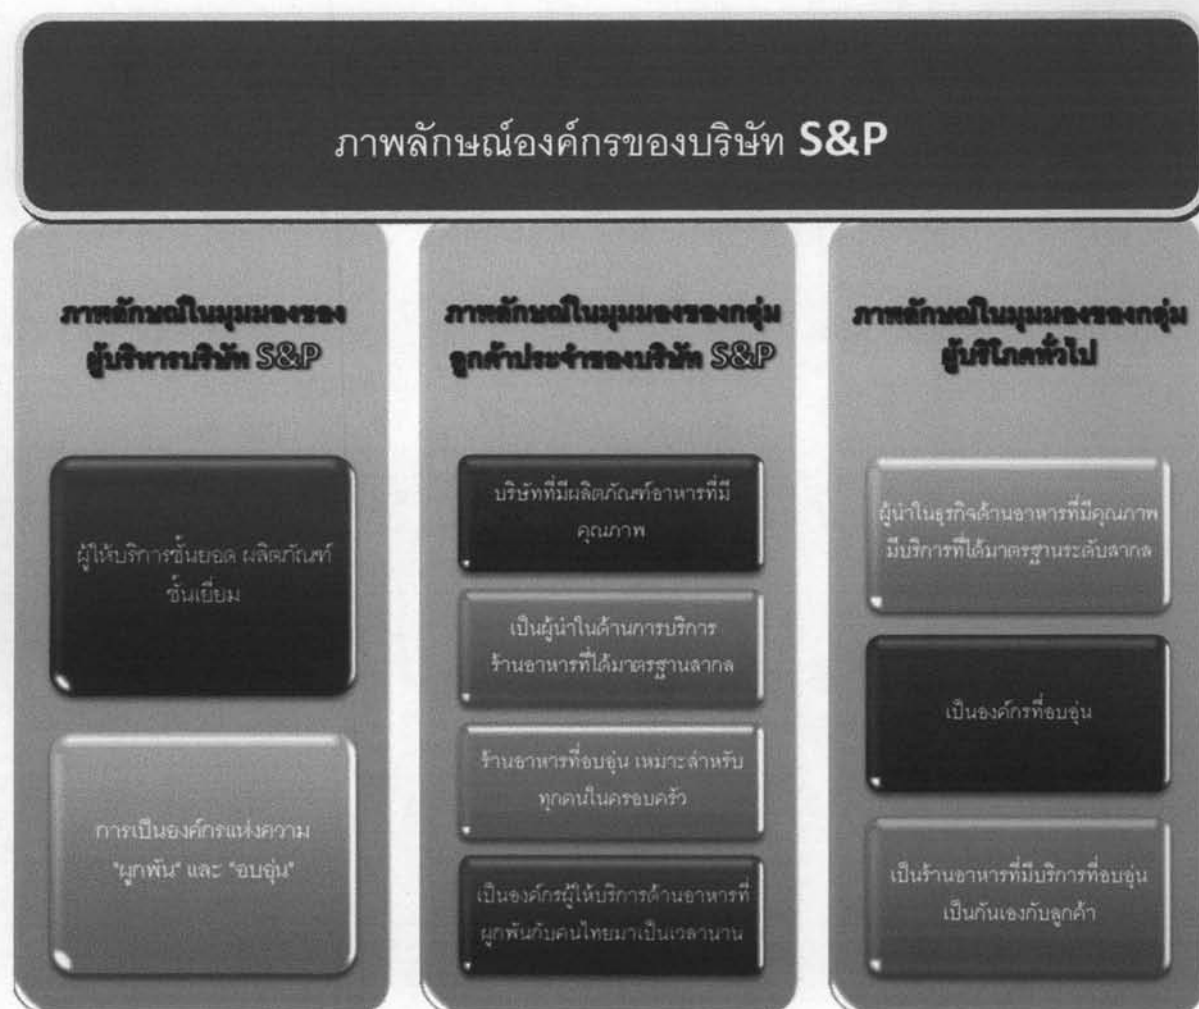 ภาพลักษณ์องค์กรของบริษัท S&P
ภาพลักษณ์ในมุมมองของ
ผู้บริหารบริษัท S&P
ผู้ให้บริการชั้นยอด ผลิตภัณฑ์
ชั้นเยี่ยม
การเป็นองค์กรแห่งความ
"ผูกพัน" และ "อบอุ่น"
ภาพลักษณ์ในมุมมองของกลุ่ม
ลูกค้าประจำของบริษัท S&P
บริษัทที่มีผลิตภัณฑ์อาหารที่มี
คุณภาพ
เป็นผู้นำในด้านการบริการ
ร้านอาหารที่ได้มาตรฐานสากล
ร้านอาหารที่อบอุ่น เหมาะสำหรับ
ทุกคนในครอบครัว
เป็นองค์กรผู้ให้บริการด้านอาหารที่
ผูกพันกับคนไทยมาเป็นเวลานาน
ภาพลักษณ์ในมุมมองของกลุ่ม
ผู้บริโภคทั่วไป
ผู้นำในธุรกิจด้านอาหารที่มีคุณภาพ
มีบริการที่ได้มาตรฐานระดับสากล
เป็นองค์กรที่อบอุ่น
เป็นร้านอาหารที่มีบริการที่อบอุ่น
เป็นกันเองกับลูกค้า